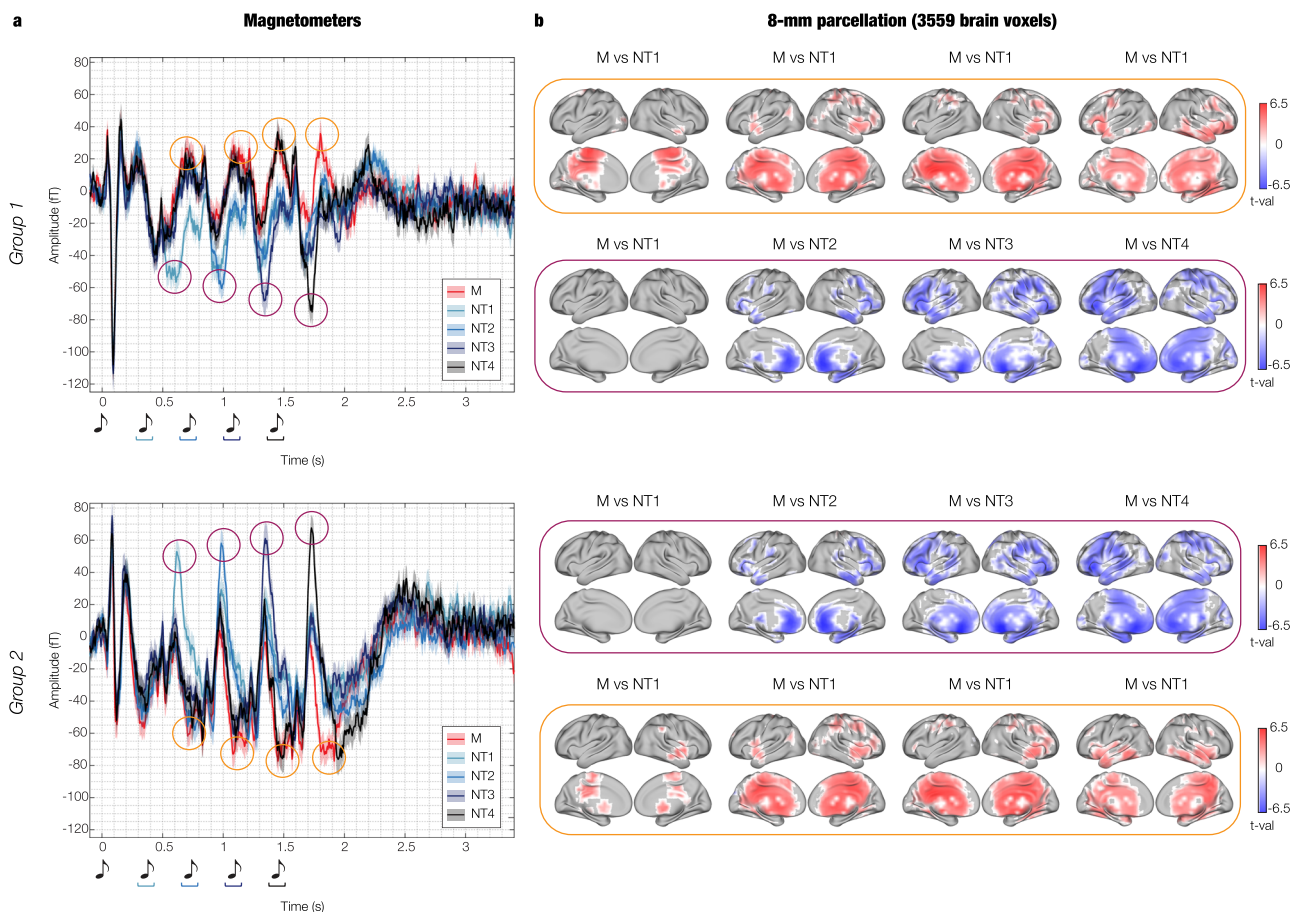 a
Magnetometers
b
8-mm parcellation (3559 brain voxels)
Group 1
Amplitude (fT)
80
60
40
20
0
-20
-40
-60
-80
-100
-120
M
NT1
NT2
NT3
NT4
0 0.5 1 1.5 2 2.5 3
Time (s)
M vs NT1 M vs NT1 M vs NT1 M vs NT1
6.5
0
-6.5
t-val
M vs NT1 M vs NT2 M vs NT3 M vs NT4
6.5
0
-6.5
t-val
Group 2
Amplitude (fT)
80
60
40
20
0
-20
-40
-60
-80
-100
-120
M
NT1
NT2
NT3
NT4
0 0.5 1 1.5 2 2.5 3
Time (s)
M vs NT1 M vs NT2 M vs NT3 M vs NT4
6.5
0
-6.5
t-val
M vs NT1 M vs NT1 M vs NT1 M vs NT1
6.5
0
-6.5
t-val